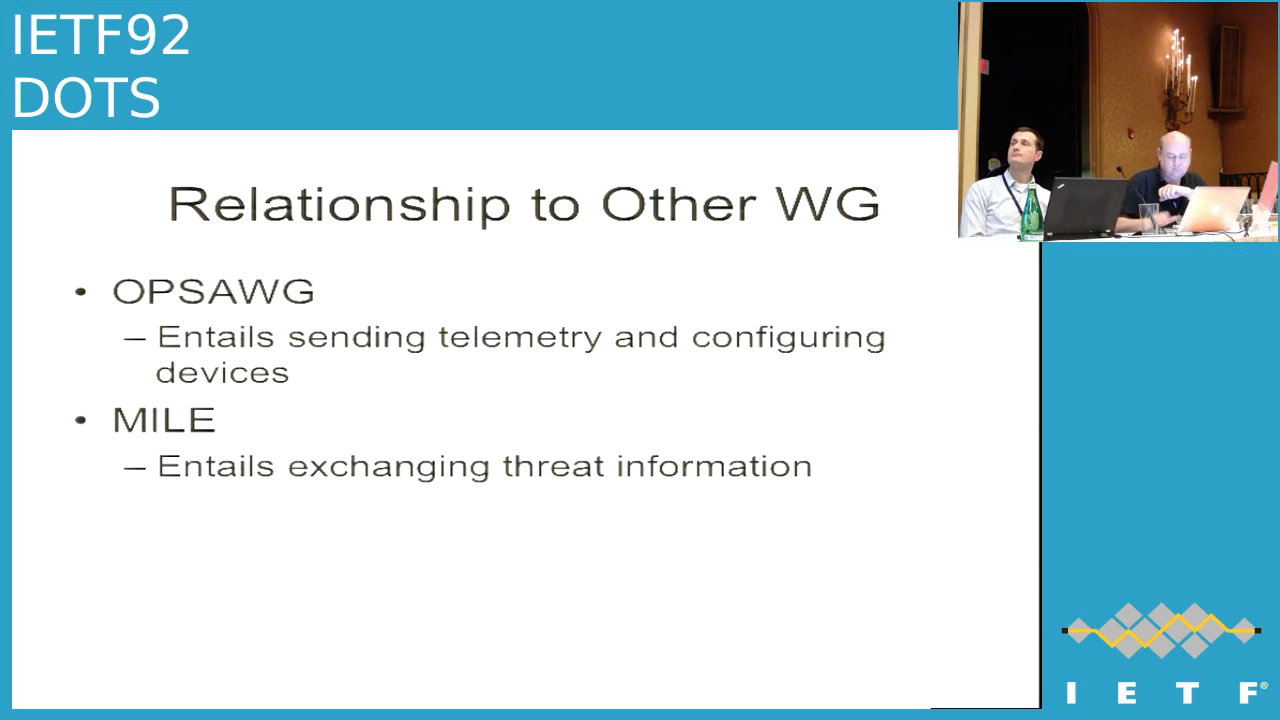 IETF92
DOTS
Relationship to Other WG
• OPSAWG
– Entails sending telemetry and configuring
devices
• MILE
– Entails exchanging threat information
I E T F®